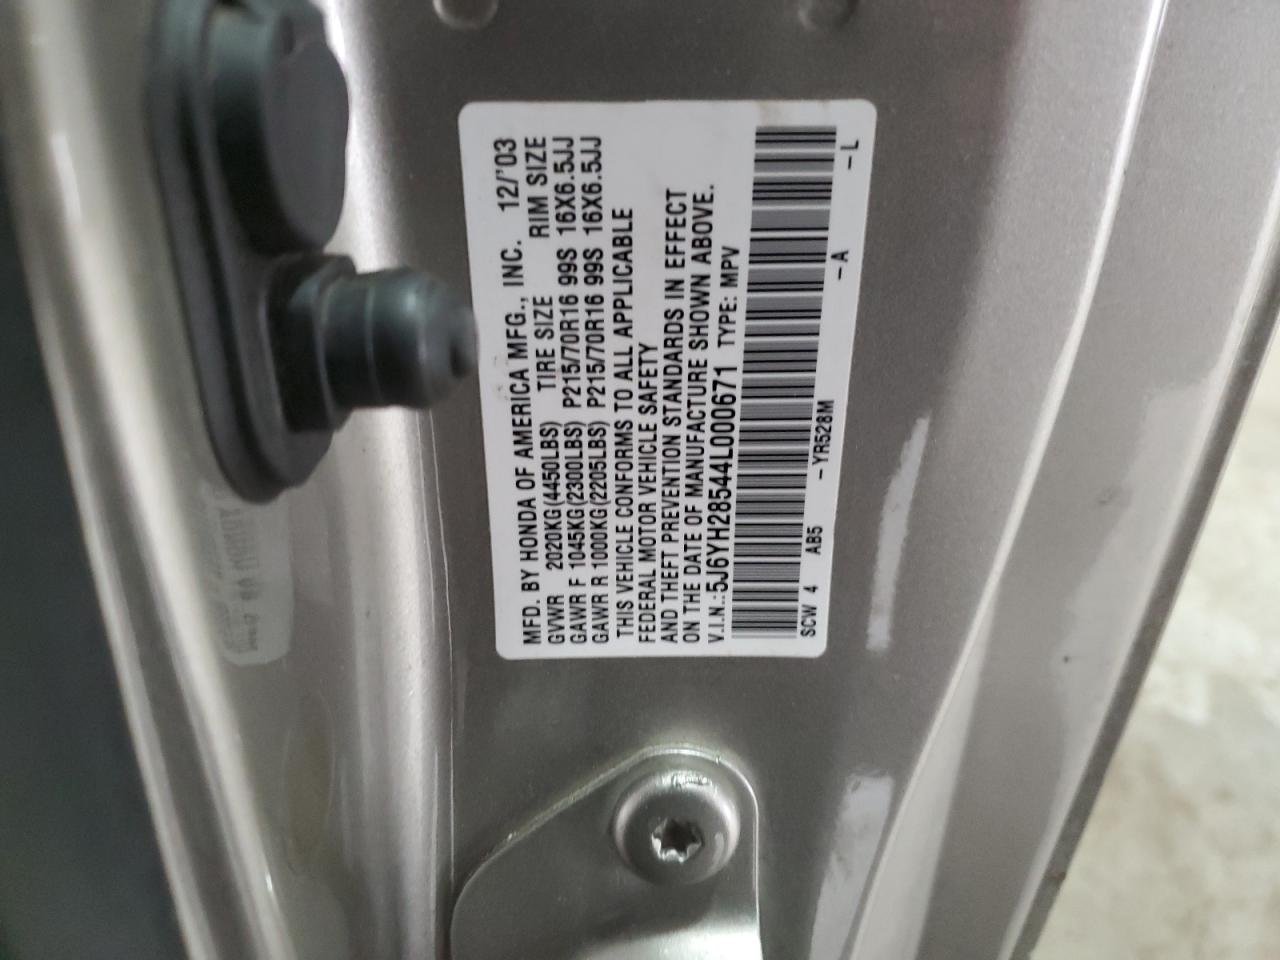 MFD. BY HONDA OF AMERICA MFG., INC. 12/'03
GVWR 2020KG(4450LBS) TIRE SIZE RIM SIZE
GAWR F 1045KG(2300LBS) P215/70R16 99S 16X6.5JJ
GAWR R 1000KG(2205LBS) P215/70R16 99S 16X6.5JJ
THIS VEHICLE CONFORMS TO ALL APPLICABLE
FEDERAL MOTOR VEHICLE SAFETY
AND THEFT PREVENTION STANDARDS IN EFFECT
ON THE DATE OF MANUFACTURE SHOWN ABOVE.
V.I.N.:5J6YH28544L000671 TYPE: MPV
SCW 4 AB5 -YR528M -A -L